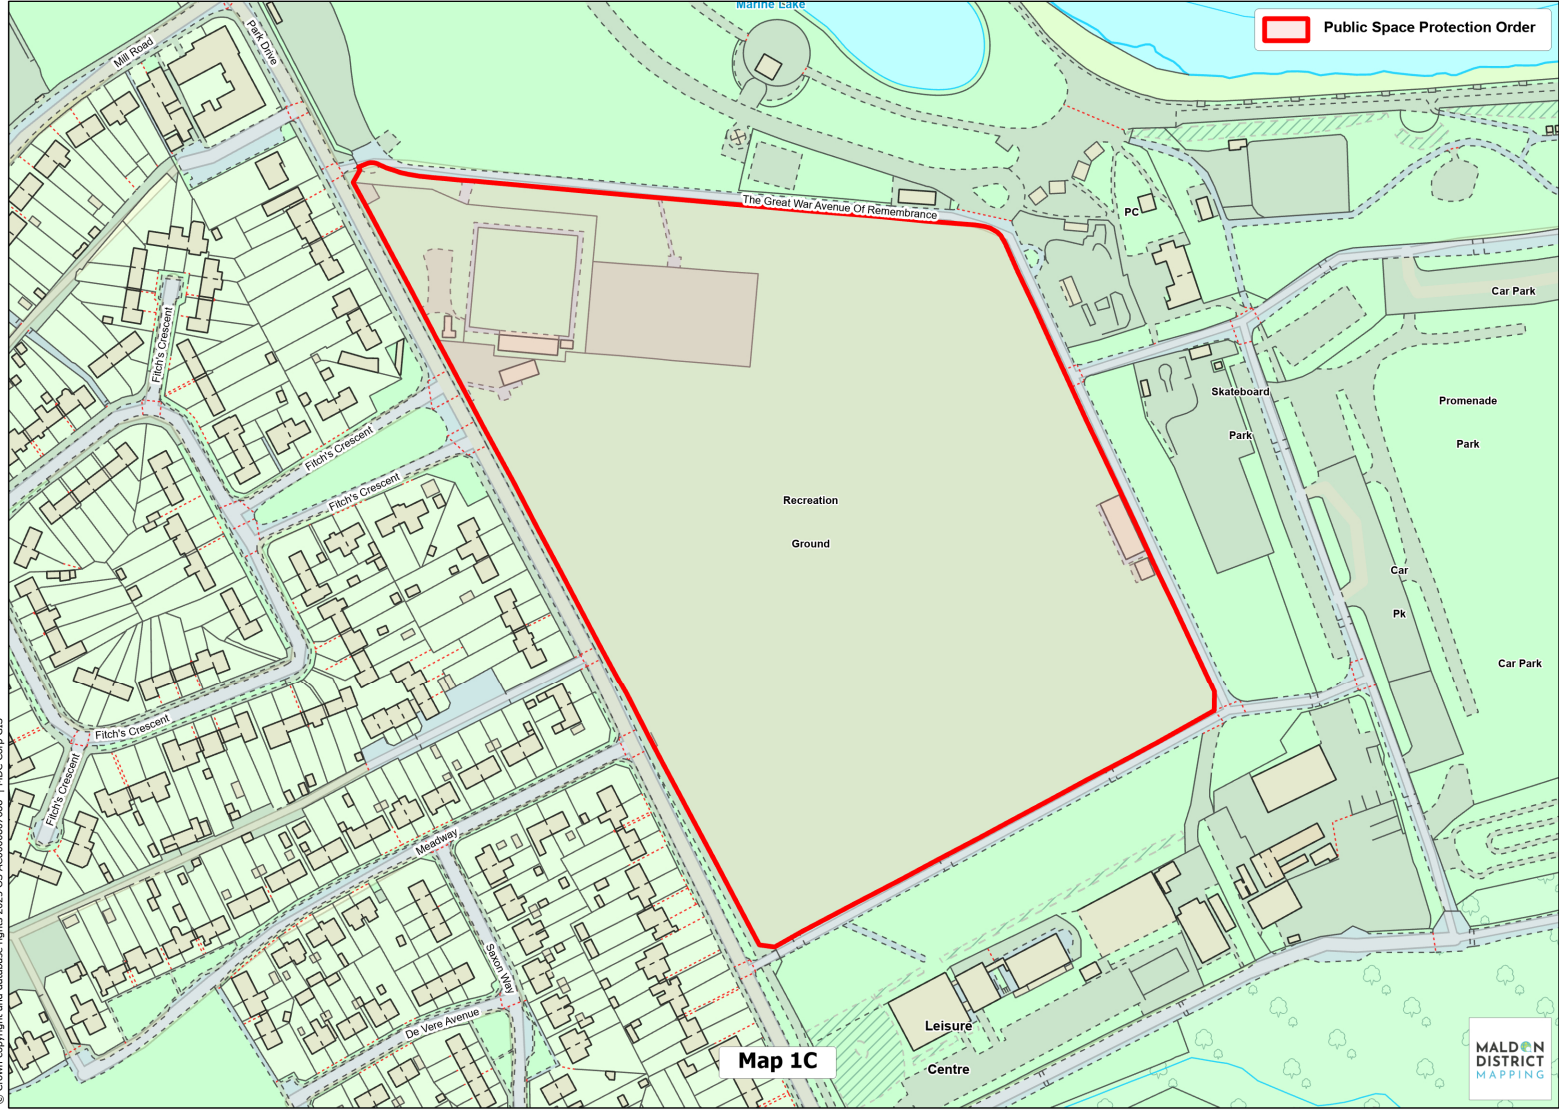 Marine Lake
Public Space Protection Order
Mill Road
Park Drive
The Great War Avenue Of Remembrance
PC
Car Park
Fitch's Crescent
Skateboard
Park
Promenade
Park
Fitch's Crescent
Fitch's Crescent
Recreation
Ground
Car
Pk
Car Park
Fitch's Crescent
Fitch's Crescent
Meadway
Saxon Way
De Vere Avenue
Leisure
Centre
Map 1C
MALDON
DISTRICT
MAPPING